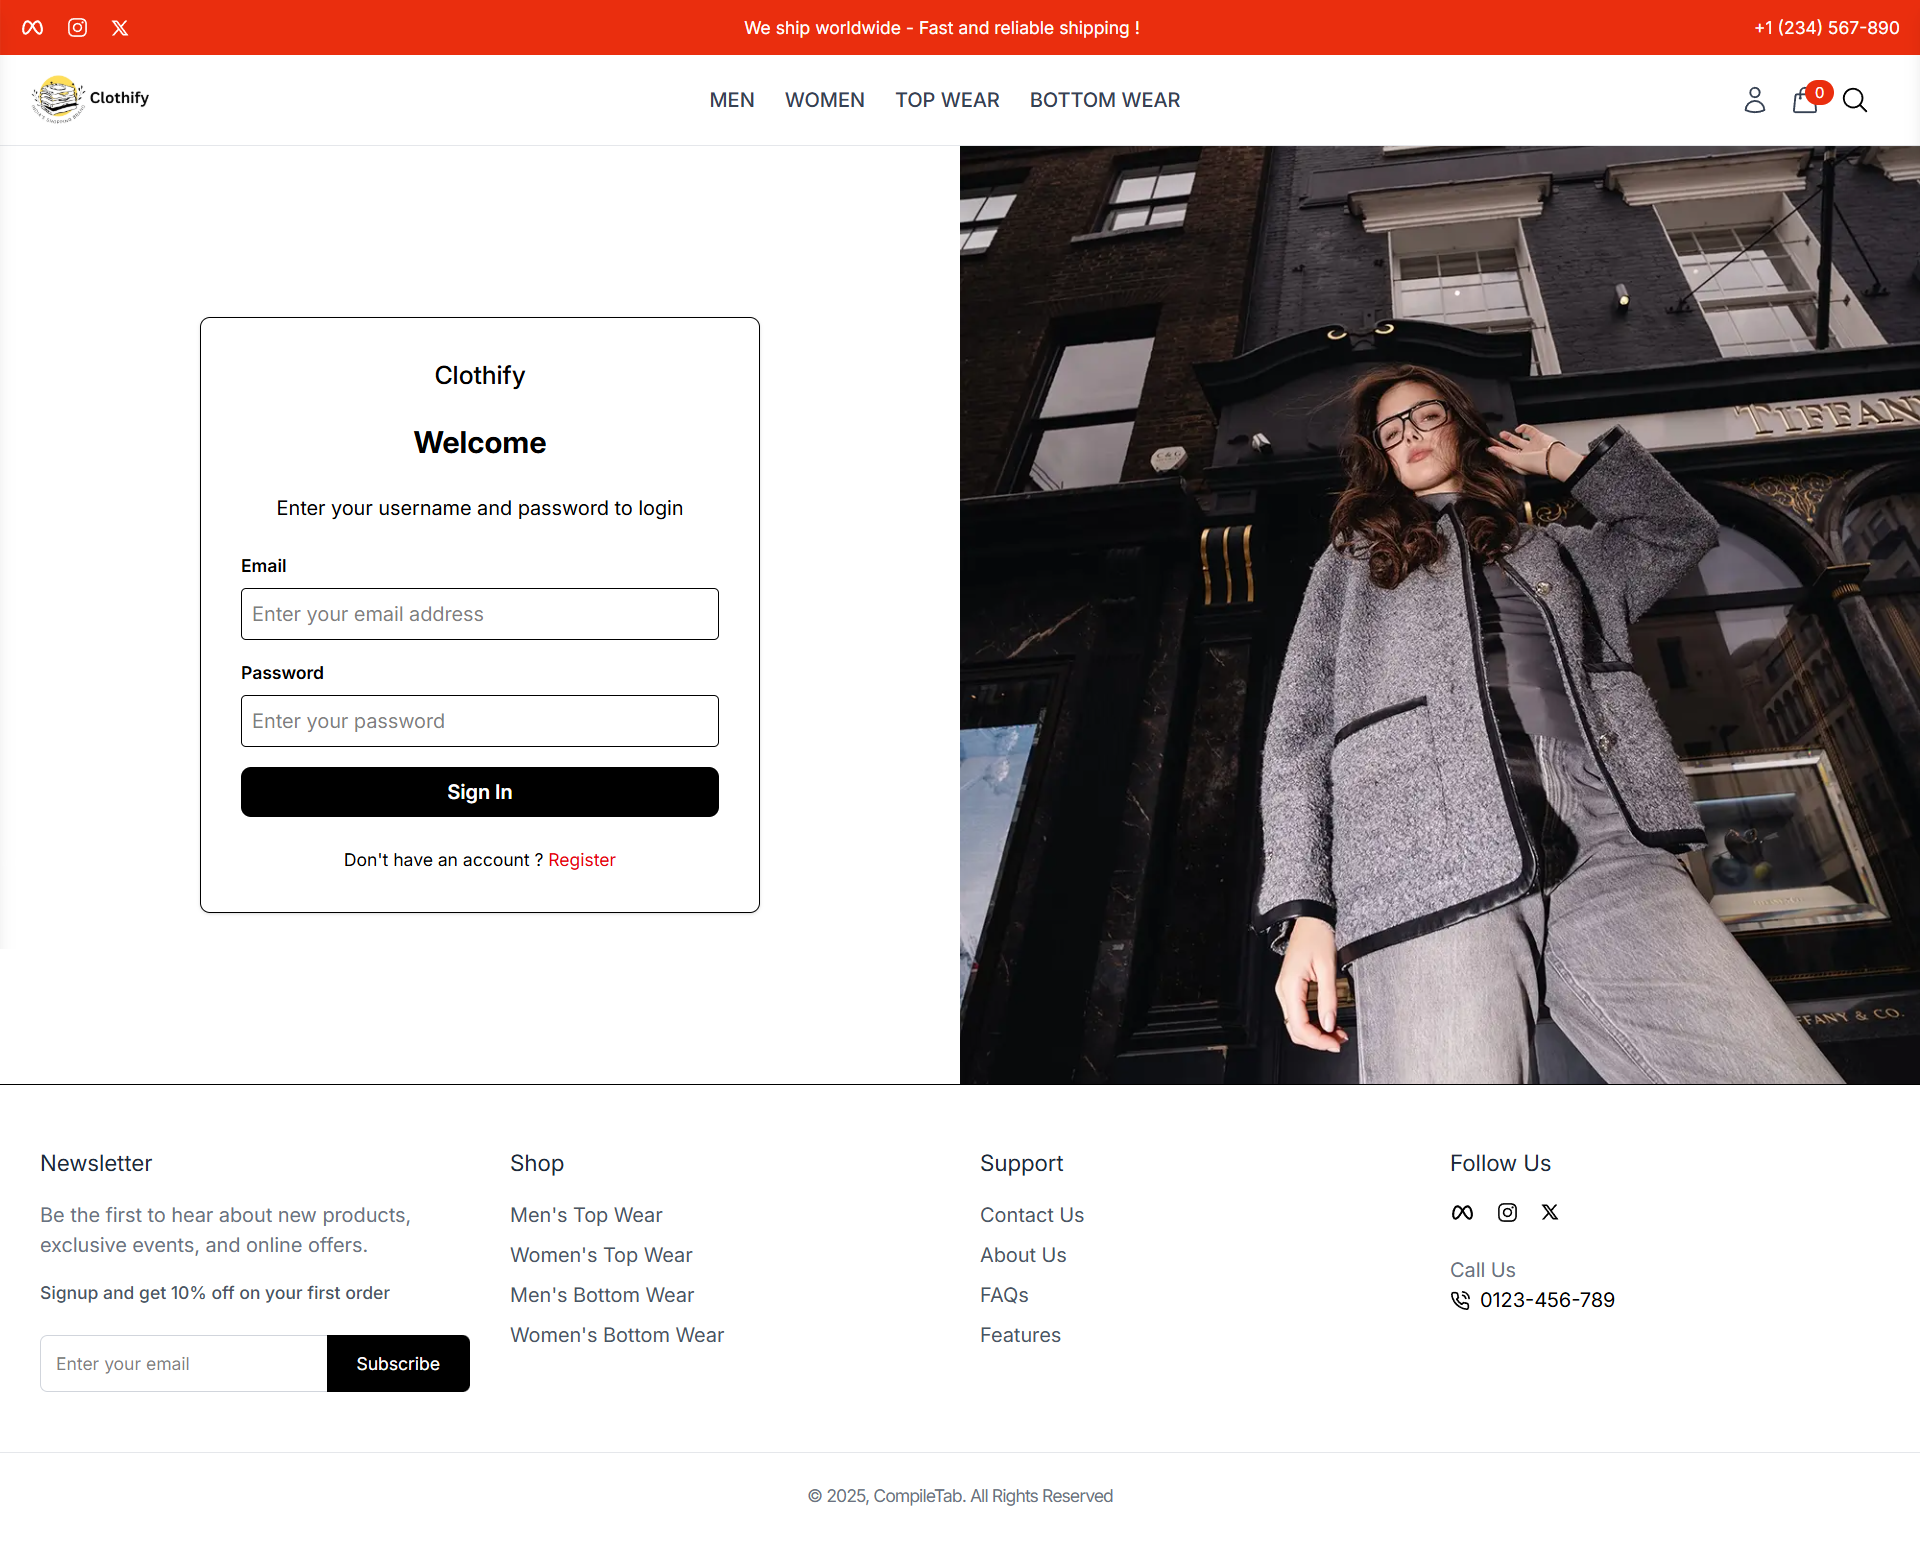 We ship worldwide - Fast and reliable shipping !
+1 (234) 567-890
Clothify
MEN WOMEN TOP WEAR BOTTOM WEAR
0
Clothify
Welcome
Enter your username and password to login
Email
Enter your email address
Password
Enter your password
Sign In
Don't have an account ? Register
TIFFAN
C & G
FFANY & CO.
Newsletter
Be the first to hear about new products,
exclusive events, and online offers.
Signup and get 10% off on your first order
Enter your email
Subscribe
Shop
Men's Top Wear
Women's Top Wear
Men's Bottom Wear
Women's Bottom Wear
Support
Contact Us
About Us
FAQs
Features
Follow Us
Call Us
0123-456-789
© 2025, CompileTab. All Rights Reserved